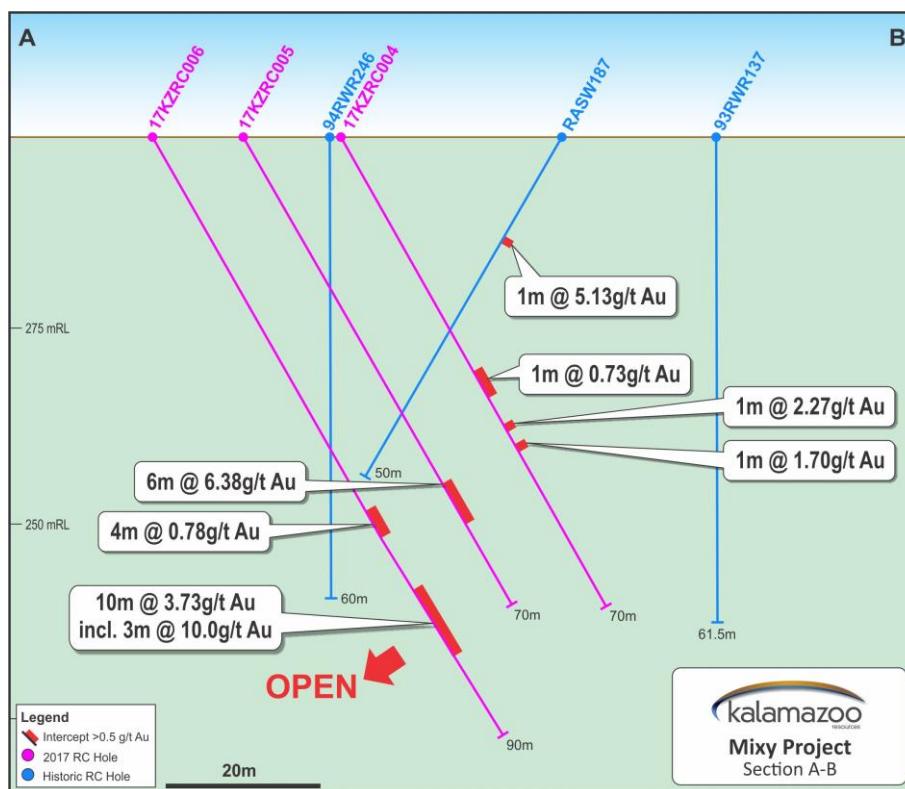 A
B
17KZRC006
17KZRC005
94RWR246
17KZRC004
RASW187
93RWR137
1m @ 5.13g/t Au
275 mRL
1m @ 0.73g/t Au
1m @ 2.27g/t Au
1m @ 1.70g/t Au
50m
6m @ 6.38g/t Au
4m @ 0.78g/t Au
250 mRL
10m @ 3.73g/t Au
incl. 3m @ 10.0g/t Au
60m
70m
70m
61.5m
OPEN
90m
Legend
Intercept >0.5 g/t Au
2017 RC Hole
Historic RC Hole
20m
kalamazoo
resources
Mixy Project
Section A-B